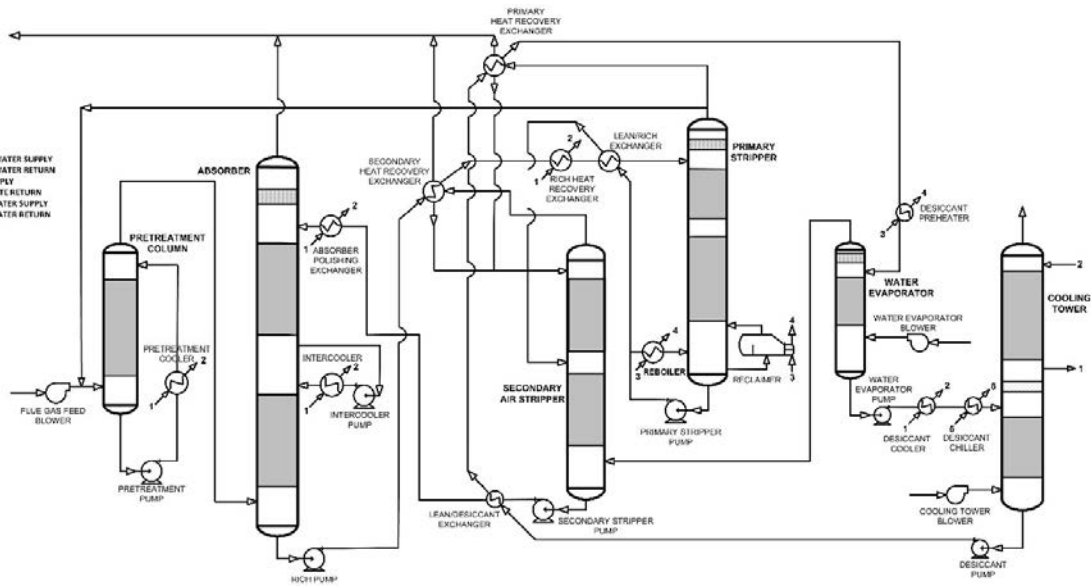 PRIMARY
HEAT RECOVERY
EXCHANGER
WATER SUPPLY
WATER RETURN
RETURN
WATER SUPPLY
WATER RETURN
ABSORBER
SECONDARY
HEAT RECOVERY
EXCHANGER
2
1
RICH HEAT
RECOVERY
EXCHANGER
LEAN/RICH
EXCHANGER
PRIMARY
STRIPPER
4
3
DESICCANT
PREHEATER
PRETREATMENT
COLUMN
2
1
ABSORBER
POLISHING
EXCHANGER
WATER
EVAPORATOR
2
COOLING
TOWER
WATER EVAPORATOR
BLOWER
PRETREATMENT
COOLER
2
1
INTERCOOLER
2
1
INTERCOOLER
PUMP
SECONDARY
AIR STRIPPER
4
3
REBOILER
4
3
RECLAIMER
1
FLUE GAS FEED
BLOWER
WATER
EVAPORATOR
PUMP
2
1
DESICCANT
COOLER
6
5
DESICCANT
CHILLER
PRIMARY STRIPPER
PUMP
PRETREATMENT
PUMP
LEAN/DESICCANT
EXCHANGER
SECONDARY STRIPPER
PUMP
COOLING TOWER
BLOWER
RICH PUMP
DESICCANT
PUMP